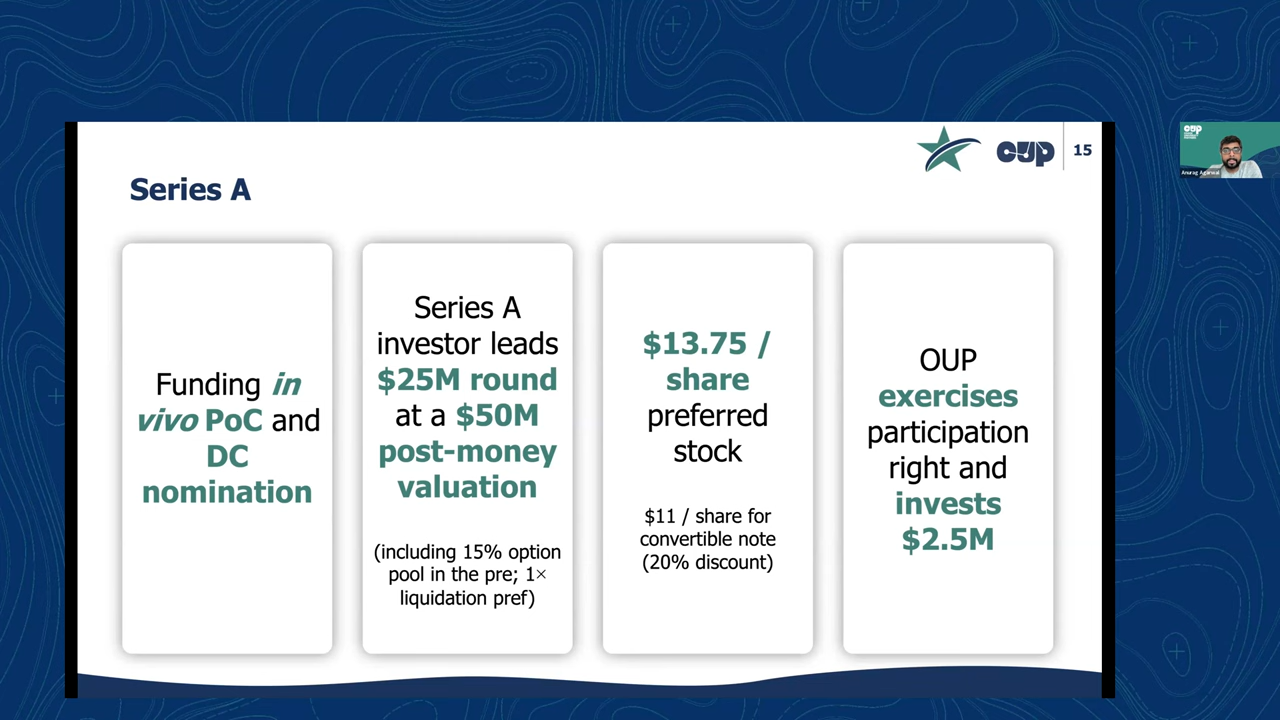 OUP
15
Series A
Funding in
vivo PoC and
DC
nomination
Series A
investor leads
$25M round
at a $50M
post-money
valuation
(including 15% option
pool in the pre; 1×
liquidation pref)
$13.75 /
share
preferred
stock
$11 / share for
convertible note
(20% discount)
OUP
exercises
participation
right and
invests
$2.5M
Anurag Agarwal